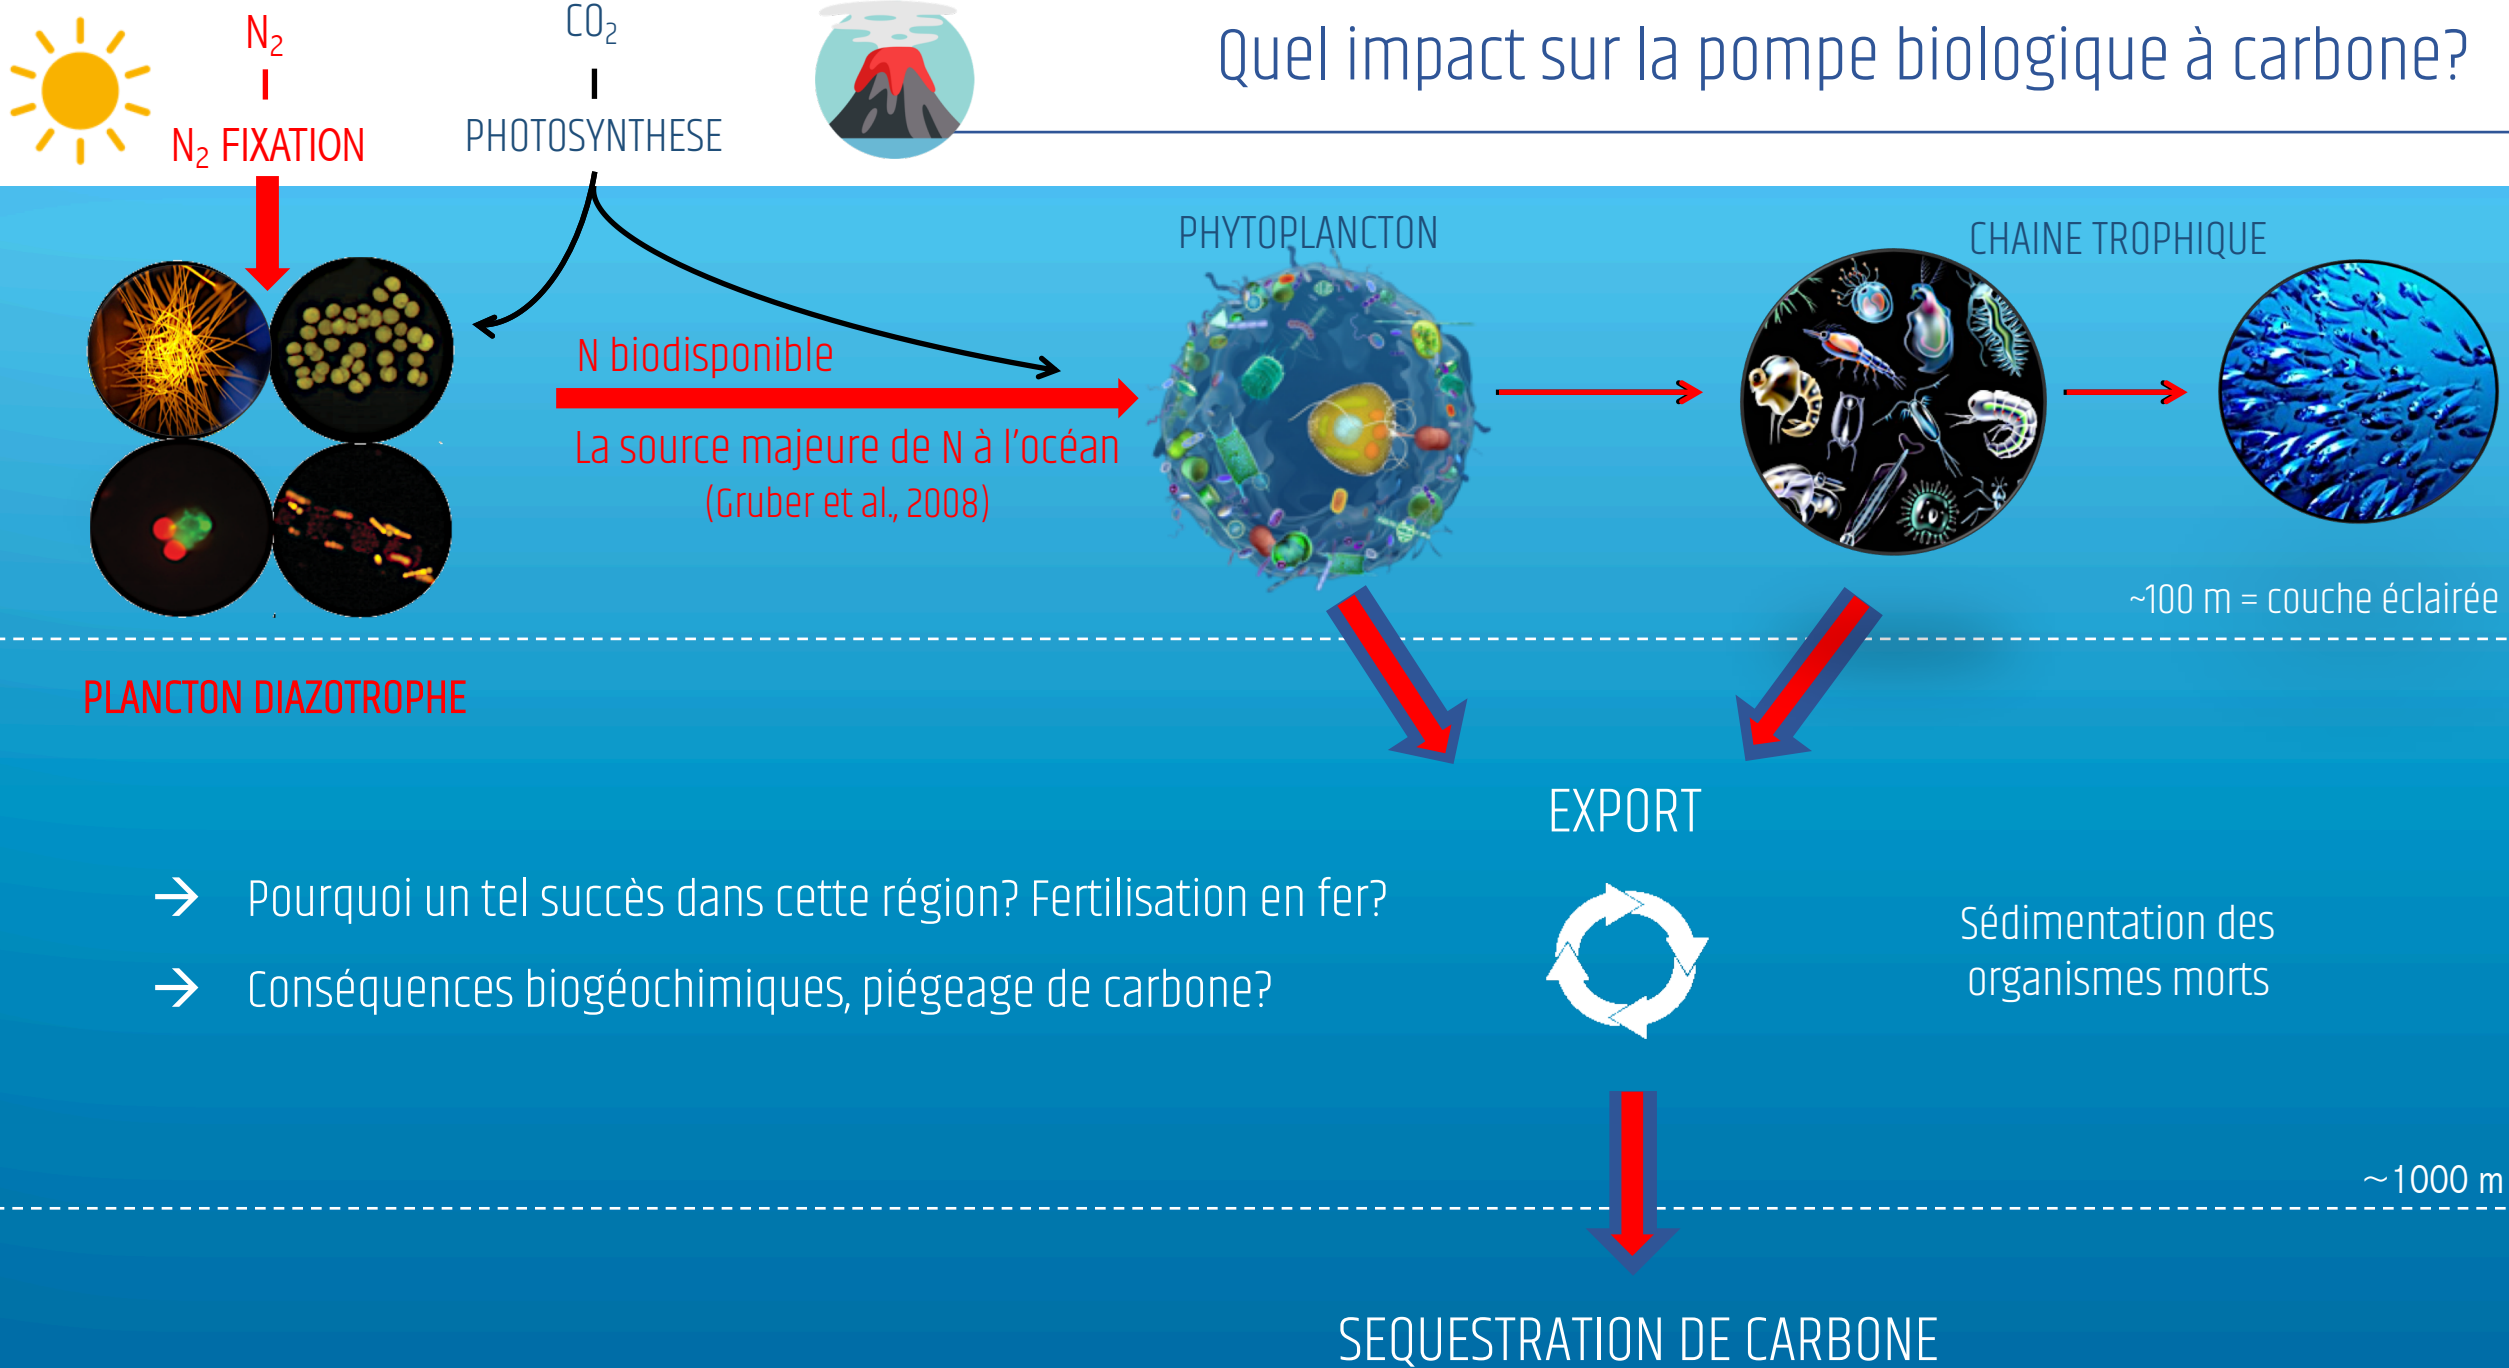 Quel impact sur la pompe biologique à carbone?
N₂
CO₂
N₂ FIXATION
PHOTOSYNTHESE
PHYTOPLANCTON
CHAINE TROPHIQUE
N biodisponible
La source majeure de N à l'océan
(Gruber et al., 2008)
~100 m = couche éclairée
PLANCTON DIAZOTROPHE
EXPORT
→ Pourquoi un tel succès dans cette région? Fertilisation en fer?
→ Conséquences biogéochimiques, piégeage de carbone?
Sédimentation des
organismes morts
~1000 m
SEQUESTRATION DE CARBONE